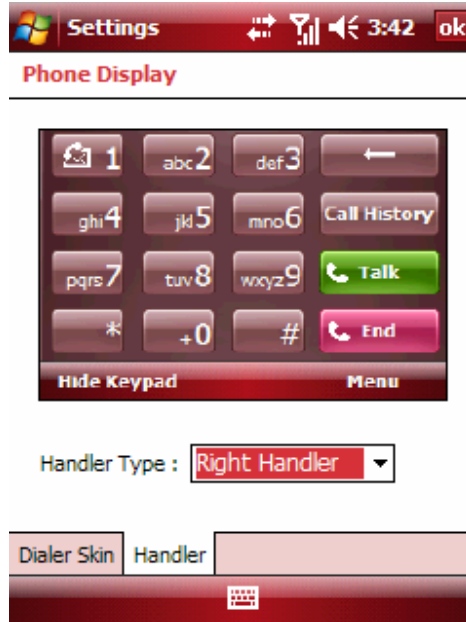 Settings 3:42 ok
Phone Display
1 abc2 def3
ghi4 jkl5 mno6 Call History
pqrs7 tuv8 wxyz9 Talk
* +0 # End
Hide Keypad Menu
Handler Type : Right Handler
Dialer Skin Handler